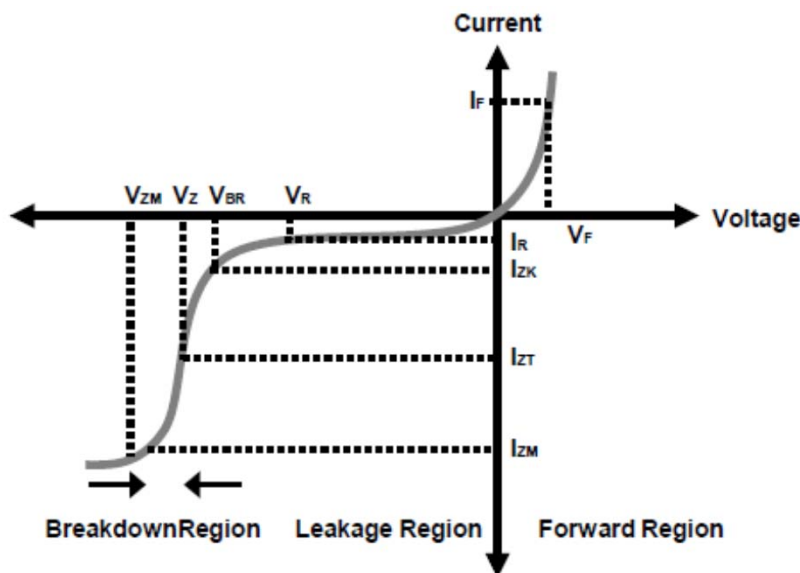 Current
IF
VZM VZ VBR VR
Voltage
VF
IR
IZK
IZT
IZM
BreakdownRegion Leakage Region Forward Region